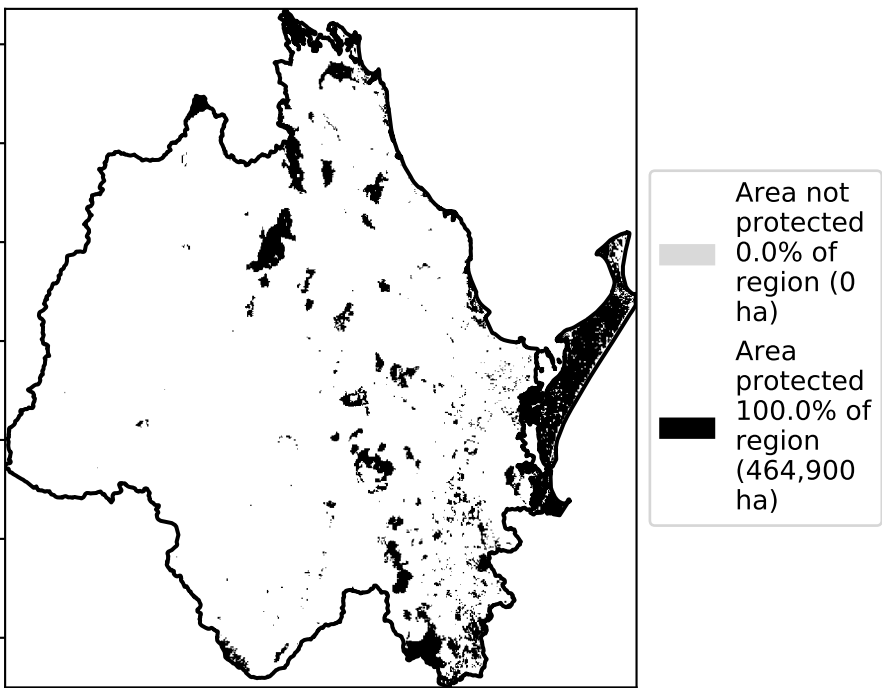 Area not
protected
0.0% of
region (0
ha)
Area
protected
100.0% of
region
(464,900
ha)